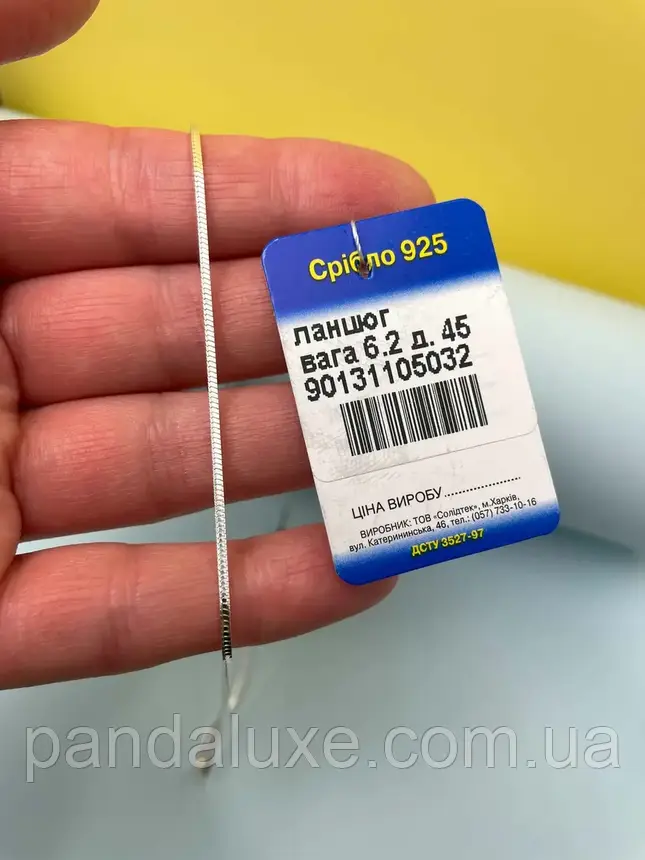 Срібло 925
ланцюг
вага 6.2 д. 45
90131105032
ЦІНА ВИРОБУ....................
ВИРОБНИК: ТОВ «Солідтек», м.Харків,
вул. Катерининська, 46, тел.: (057) 733-10-16
ДСТУ 3527-97
pandaluxe.com.ua